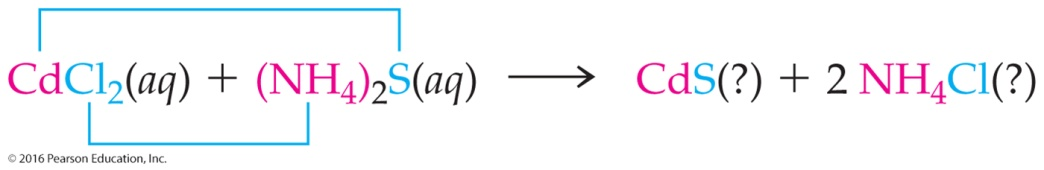 CdCl₂(aq) + (NH₄)₂S(aq) ⟶ CdS(?) + 2 NH₄Cl(?)
© 2016 Pearson Education, Inc.